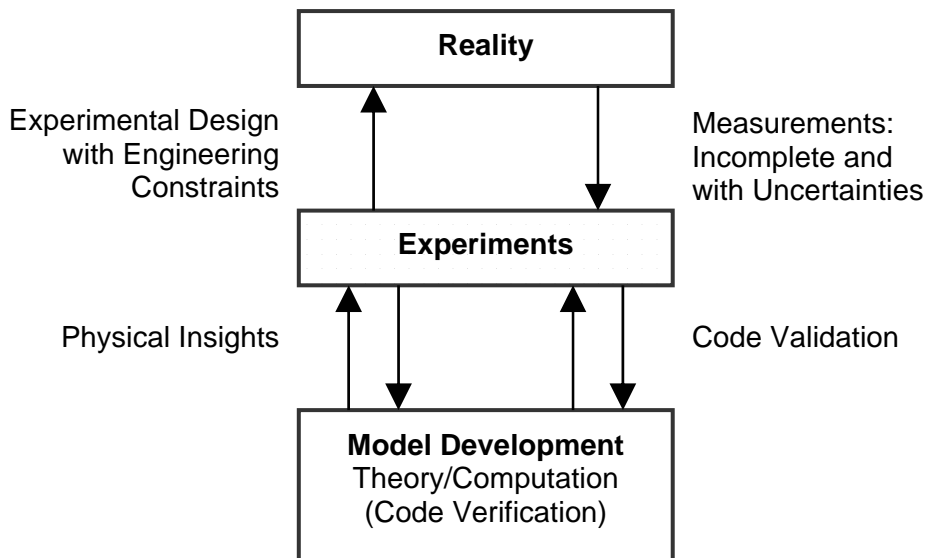 Reality
Experimental Design
with Engineering
Constraints
Measurements:
Incomplete and
with Uncertainties
Experiments
Physical Insights
Code Validation
Model Development
Theory/Computation
(Code Verification)